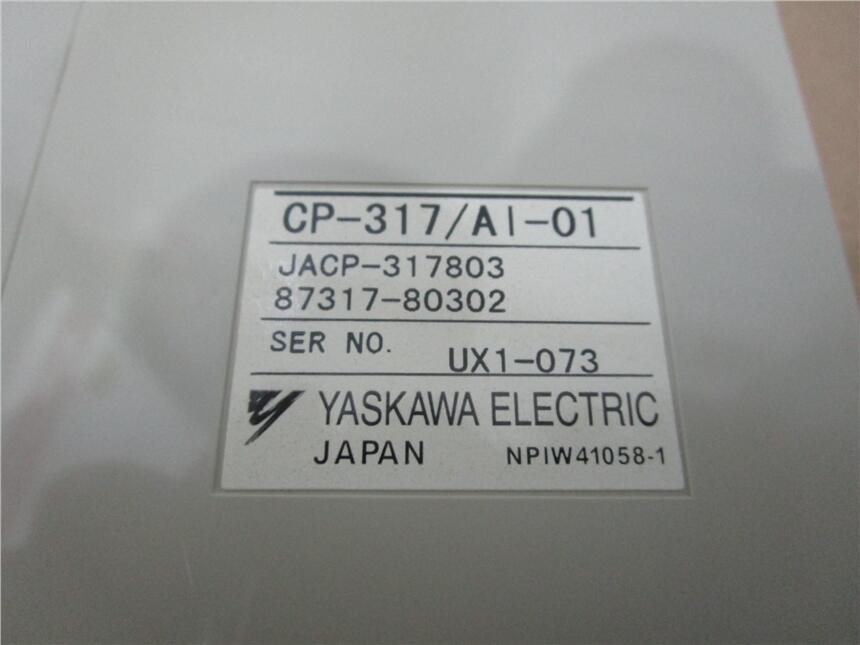 CP-317/AI-01
JACP-317803
87317-80302
SER NO. UX1-073
YASKAWA ELECTRIC
JAPAN NPIW41058-1